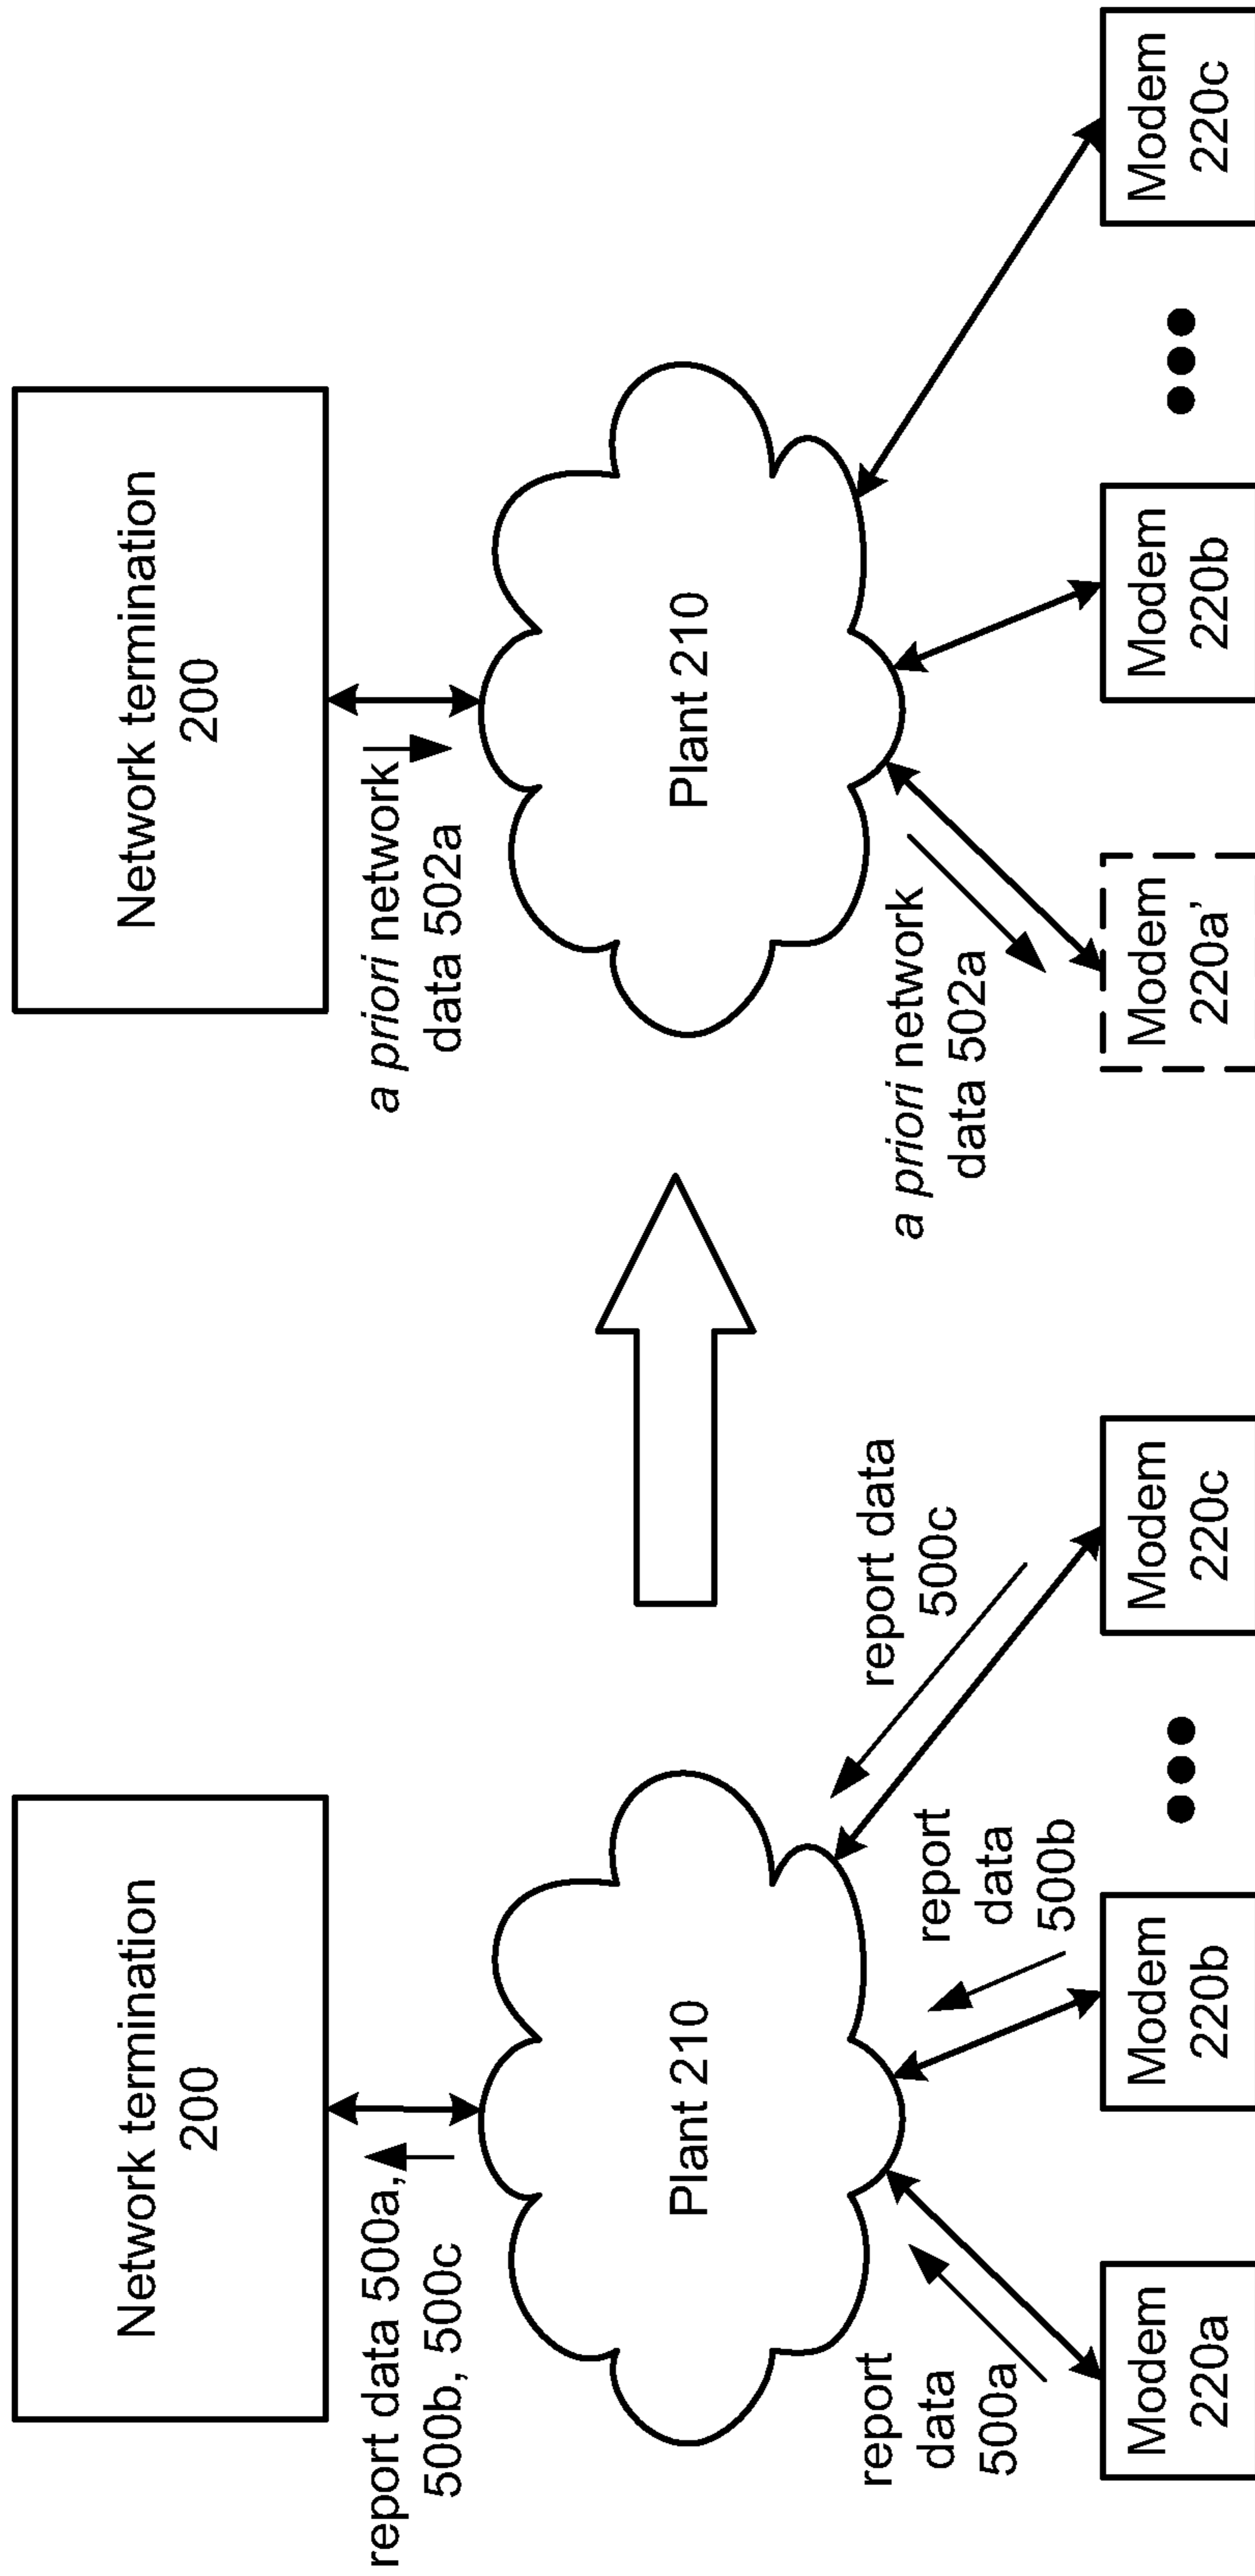 Network termination
200
report data 500a,
500b, 500c
Plant 210
report
data
500a
report
data
500b
report data
500c
Modem
220a
Modem
220b
Modem
220c
Network termination
200
a priori network
data 502a
Plant 210
a priori network
data 502a
Modem
220a’
Modem
220b
Modem
220c